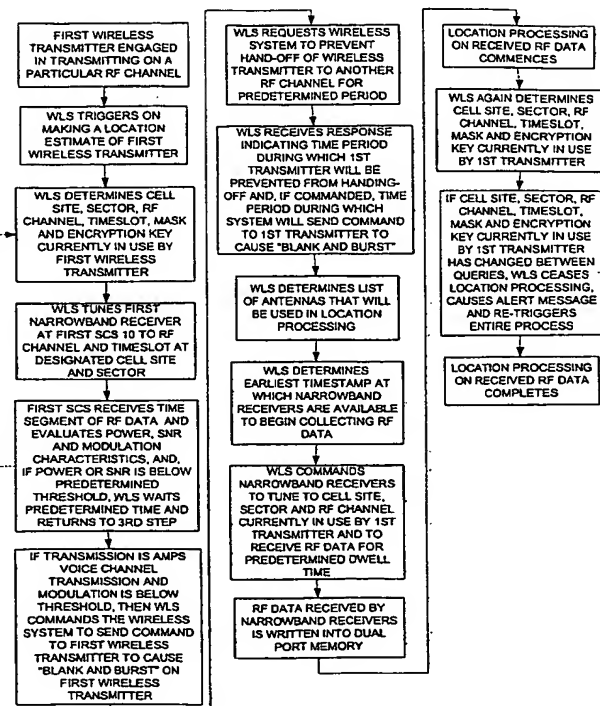 FIRST WIRELESS
TRANSMITTER ENGAGED
IN TRANSMITTING ON A
PARTICULAR RF CHANNEL
WLS TRIGGERS ON
MAKING A LOCATION
ESTIMATE OF FIRST
WIRELESS TRANSMITTER
WLS DETERMINES CELL
SITE, SECTOR, RF
CHANNEL, TIMESLOT, MASK
AND ENCRYPTION KEY
CURRENTLY IN USE BY
FIRST WIRELESS
TRANSMITTER
WLS TUNES FIRST
NARROWBAND RECEIVER
AT FIRST SCS 10 TO RF
CHANNEL AND TIMESLOT AT
DESIGNATED CELL SITE
AND SECTOR
FIRST SCS RECEIVES TIME
SEGMENT OF RF DATA AND
EVALUATES POWER, SNR
AND MODULATION
CHARACTERISTICS, AND,
IF POWER OR SNR IS BELOW
PREDETERMINED
THRESHOLD, WLS WAITS
PREDETERMINED TIME AND
RETURNS TO 3RD STEP
IF TRANSMISSION IS AMPS
VOICE CHANNEL
TRANSMISSION AND
MODULATION IS BELOW
THRESHOLD, THEN WLS
COMMANDS THE WIRELESS
SYSTEM TO SEND COMMAND
TO FIRST WIRELESS
TRANSMITTER TO CAUSE
"BLANK AND BURST" ON
FIRST WIRELESS
TRANSMITTER
WLS REQUESTS WIRELESS
SYSTEM TO PREVENT
HAND-OFF OF WIRELESS
TRANSMITTER TO ANOTHER
RF CHANNEL FOR
PREDETERMINED PERIOD
WLS RECEIVES RESPONSE
INDICATING TIME PERIOD
DURING WHICH 1ST
TRANSMITTER WILL BE
PREVENTED FROM HANDING-
OFF AND, IF COMMANDED, TIME
PERIOD DURING WHICH
SYSTEM WILL SEND COMMAND
TO 1ST TRANSMITTER TO
CAUSE "BLANK AND BURST"
WLS DETERMINES LIST
OF ANTENNAS THAT WILL
BE USED IN LOCATION
PROCESSING
WLS DETERMINES
EARLIEST TIMESTAMP AT
WHICH NARROWBAND
RECEIVERS ARE AVAILABLE
TO BEGIN COLLECTING RF
DATA
WLS COMMANDS
NARROWBAND RECEIVERS
TO TUNE TO CELL SITE,
SECTOR AND RF CHANNEL
CURRENTLY IN USE BY 1ST
TRANSMITTER AND TO
RECEIVE RF DATA FOR
PREDETERMINED DWELL
TIME
RF DATA RECEIVED BY
NARROWBAND RECEIVERS
IS WRITTEN INTO DUAL
PORT MEMORY
LOCATION PROCESSING
ON RECEIVED RF DATA
COMMENCES
WLS AGAIN DETERMINES
CELL SITE, SECTOR, RF
CHANNEL, TIMESLOT,
MASK AND ENCRYPTION
KEY CURRENTLY IN USE
BY 1ST TRANSMITTER
IF CELL SITE, SECTOR, RF
CHANNEL, TIMESLOT,
MASK AND ENCRYPTION
KEY CURRENTLY IN USE
BY 1ST TRANSMITTER
HAS CHANGED BETWEEN
QUERIES, WLS CEASES
LOCATION PROCESSING,
CAUSES ALERT MESSAGE
AND RE-TRIGGERS
ENTIRE PROCESS
LOCATION PROCESSING
ON RECEIVED RF DATA
COMPLETES